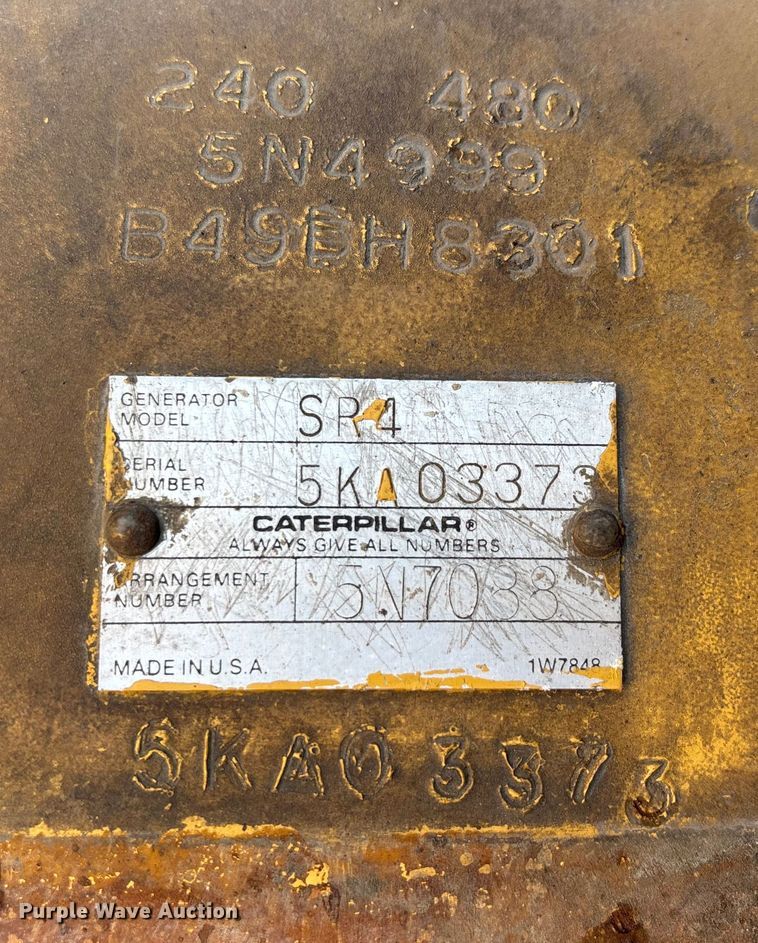 240 480
5N4999
B49DH8301
GENERATOR MODEL SR4
SERIAL NUMBER 5KA03373
CATERPILLAR®
ALWAYS GIVE ALL NUMBERS
ARRANGEMENT NUMBER 5N7033
MADE IN U.S.A. 1W7848
5KA03373
Purple Wave Auction